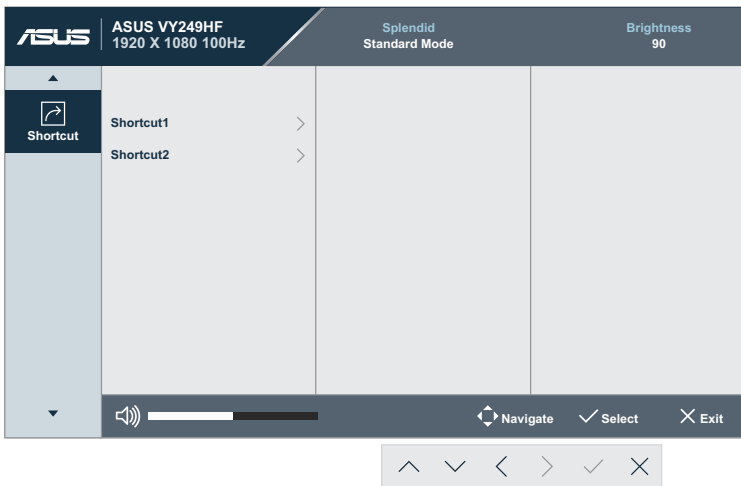 ASUS
ASUS VY249HF
1920 X 1080 100Hz
Splendid
Standard Mode
Brightness
90
Shortcut
Shortcut1
Shortcut2
Navigate
Select
Exit